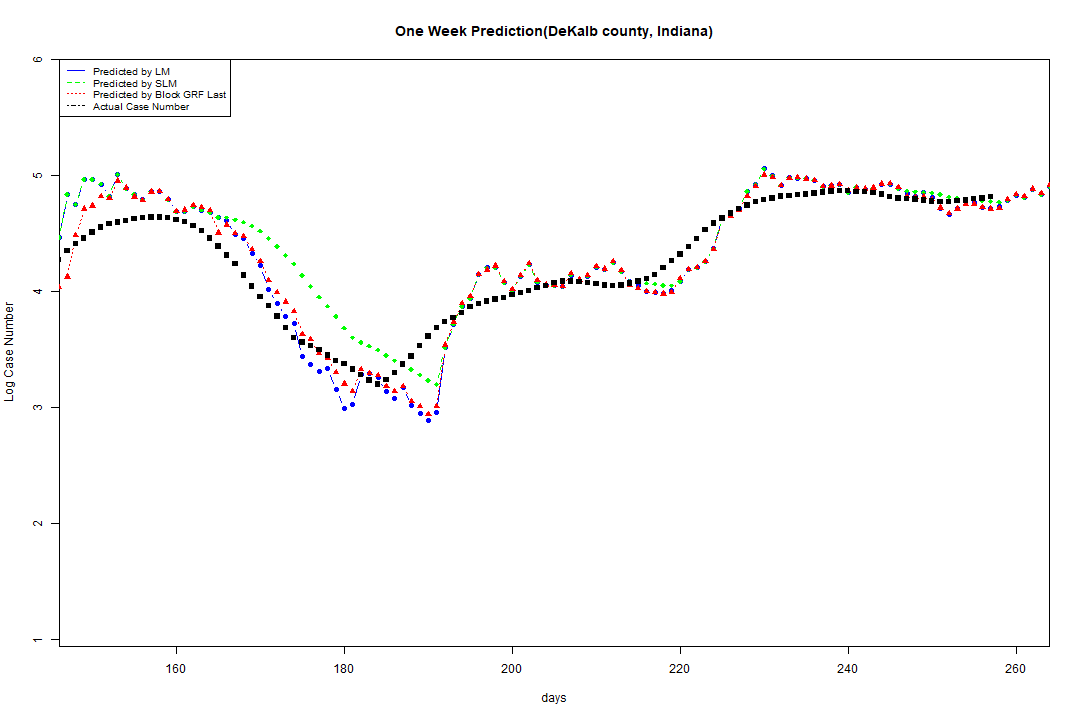 One Week Prediction(DeKalb county, Indiana)
Predicted by LM
Predicted by SLM
Predicted by Block GRF Last
Actual Case Number
6
5
4
3
2
1
Log Case Number
160 180 200 220 240 260
days